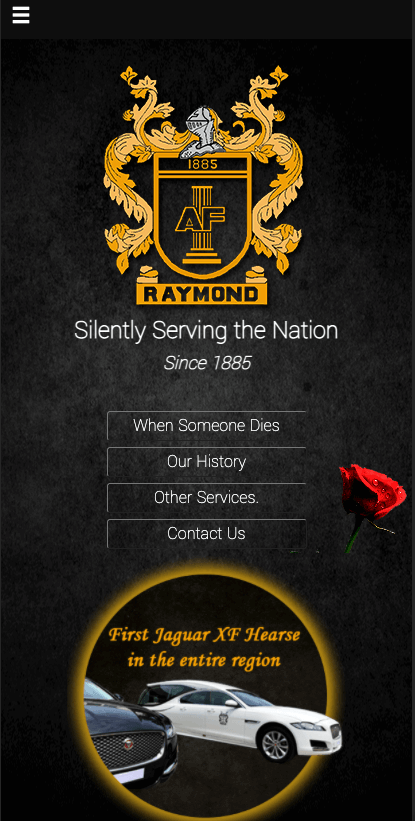 1885
AF
RAYMOND
Silently Serving the Nation
Since 1885
When Someone Dies
Our History
Other Services.
Contact Us
First Jaguar XF Hearse
in the entire region